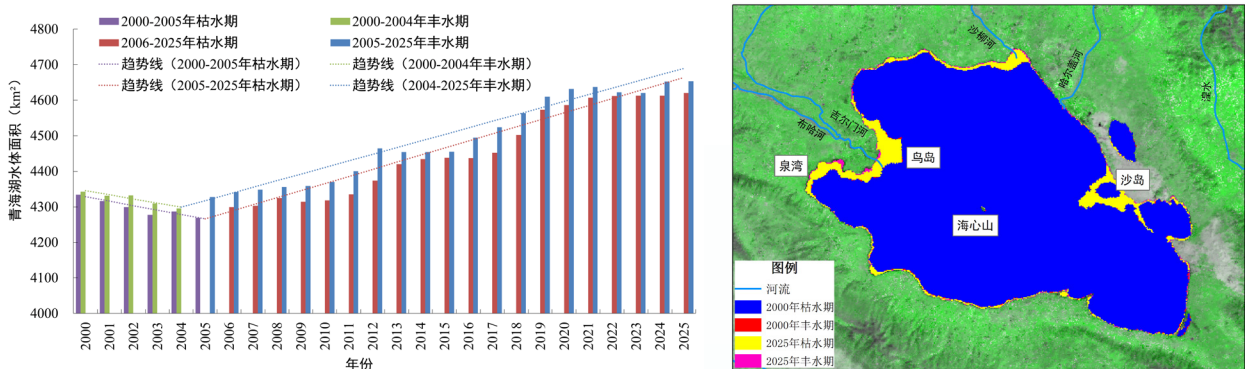 2000-2005年枯水期
2000-2004年丰水期
2006-2025年枯水期
2005-2025年丰水期
趋势线（2000-2005年枯水期）
趋势线（2000-2004年丰水期）
趋势线（2005-2025年枯水期）
趋势线（2004-2025年丰水期）
青海湖水体面积（km²）
4800
4700
4600
4500
4400
4300
4200
4100
4000
2000
2001
2002
2003
2004
2005
2006
2007
2008
2009
2010
2011
2012
2013
2014
2015
2016
2017
2018
2019
2020
2021
2022
2023
2024
2025
年份
沙柳河
哈尔盖河
湟水
吉尔门河
布哈河
鸟岛
泉湾
沙岛
海心山
图例
河流
2000年枯水期
2000年丰水期
2025年枯水期
2025年丰水期